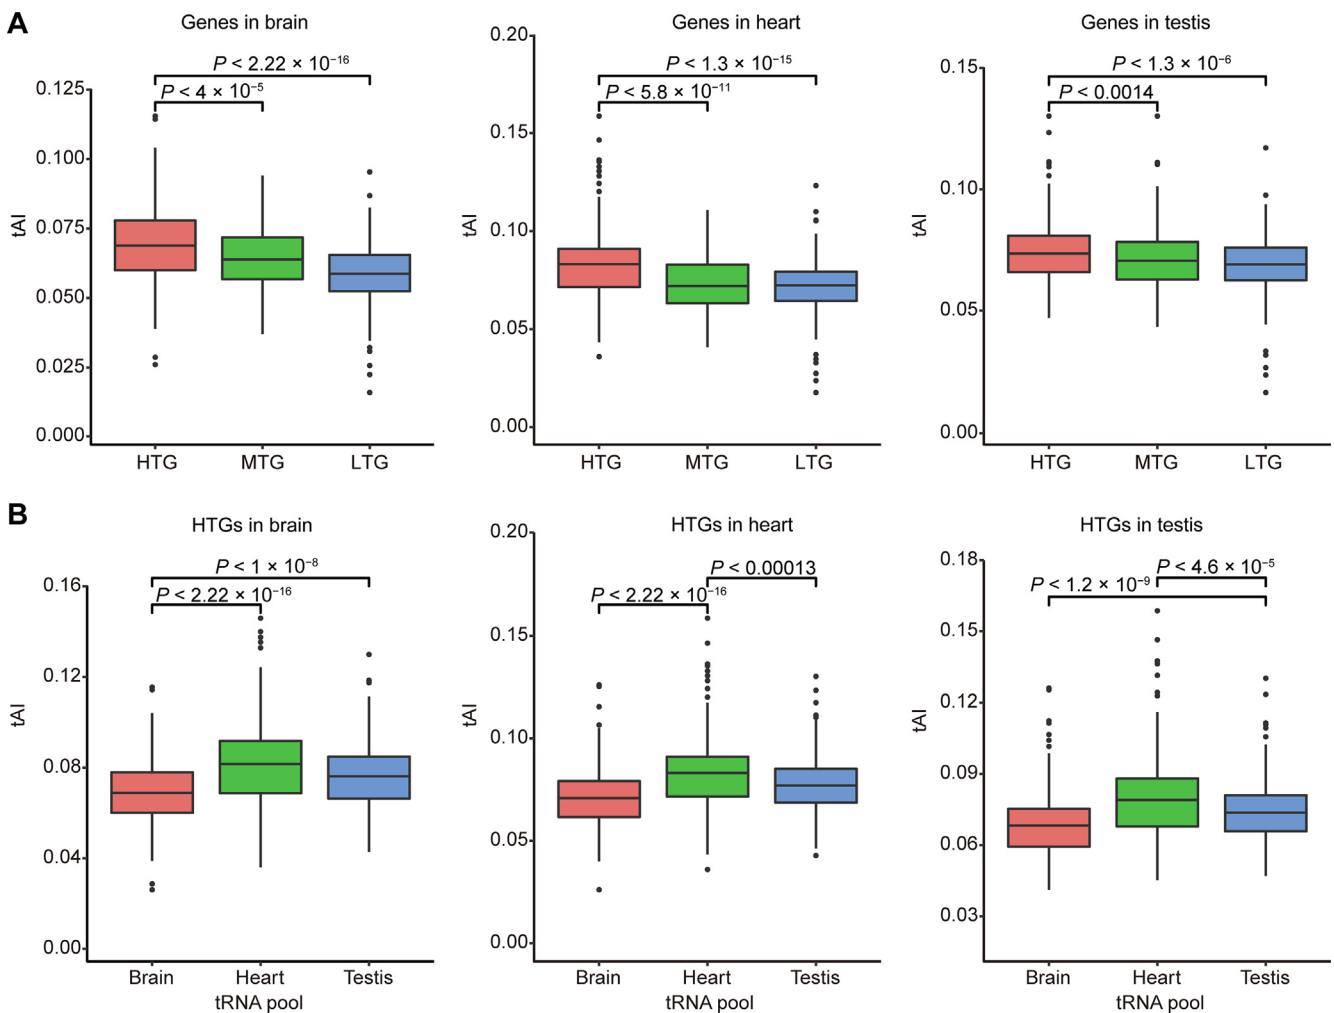 A
Genes in brain
P < 2.22 × 10⁻¹⁶
P < 4 × 10⁻⁵
0.125
0.100
0.075
0.050
0.025
0.000
tAI
HTG MTG LTG
Genes in heart
P < 1.3 × 10⁻¹⁵
P < 5.8 × 10⁻¹¹
0.20
0.15
0.10
0.05
0.00
tAI
HTG MTG LTG
Genes in testis
P < 1.3 × 10⁻⁶
P < 0.0014
0.15
0.10
0.05
0.00
tAI
HTG MTG LTG
B
HTGs in brain
P < 1 × 10⁻⁸
P < 2.22 × 10⁻¹⁶
0.16
0.12
0.08
0.04
0.00
tAI
Brain Heart Testis
tRNA pool
HTGs in heart
P < 0.00013
P < 2.22 × 10⁻¹⁶
0.20
0.15
0.10
0.05
0.00
tAI
Brain Heart Testis
tRNA pool
HTGs in testis
P < 4.6 × 10⁻⁵
P < 1.2 × 10⁻⁹
0.18
0.15
0.12
0.09
0.06
0.03
tAI
Brain Heart Testis
tRNA pool